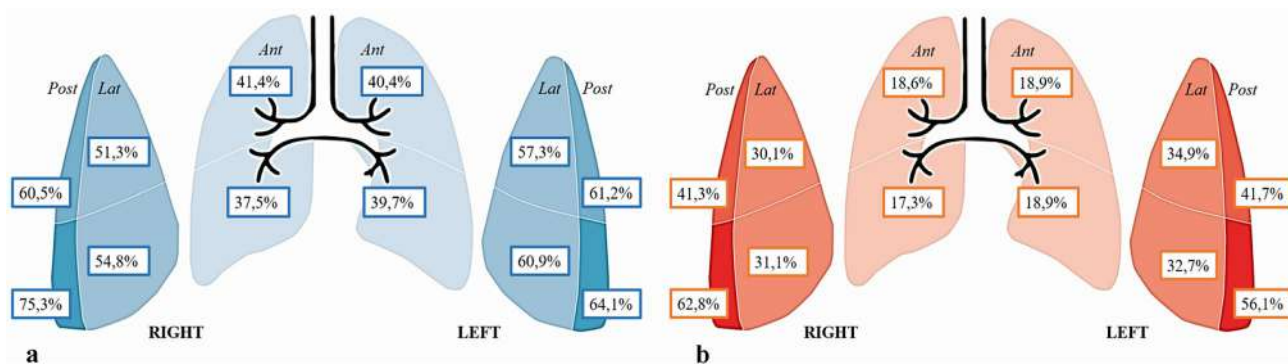 Ant
Ant
41,4%
40,4%
Post
Lat
Lat
Post
51,3%
57,3%
60,5%
61,2%
37,5%
39,7%
54,8%
60,9%
75,3%
64,1%
RIGHT
LEFT
a
Ant
Ant
18,6%
18,9%
Post
Lat
Lat
Post
30,1%
34,9%
41,3%
41,7%
17,3%
18,9%
31,1%
32,7%
62,8%
56,1%
RIGHT
LEFT
b